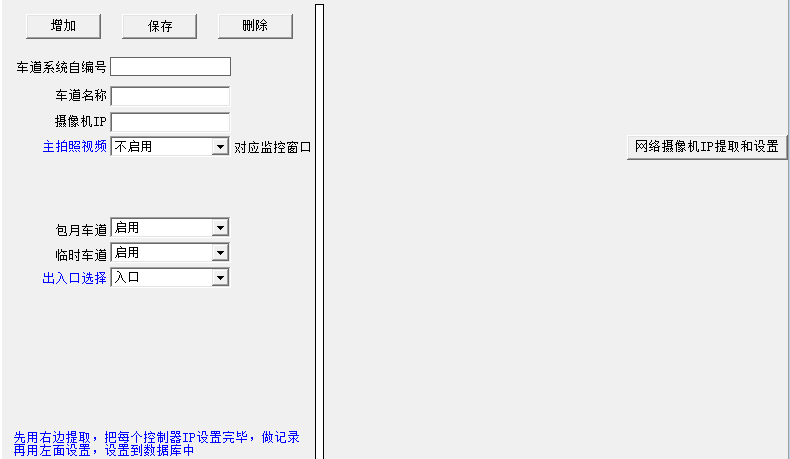 增加 保存 删除
车道系统自编号
车道名称
摄像机IP
主拍照视频 不启用 对应监控窗口
网络摄像机IP提取和设置
包月车道 启用
临时车道 启用
出入口选择 入口
先用右边提取，把每个控制器IP设置完毕，做记录
再用左面设置，设置到数据库中